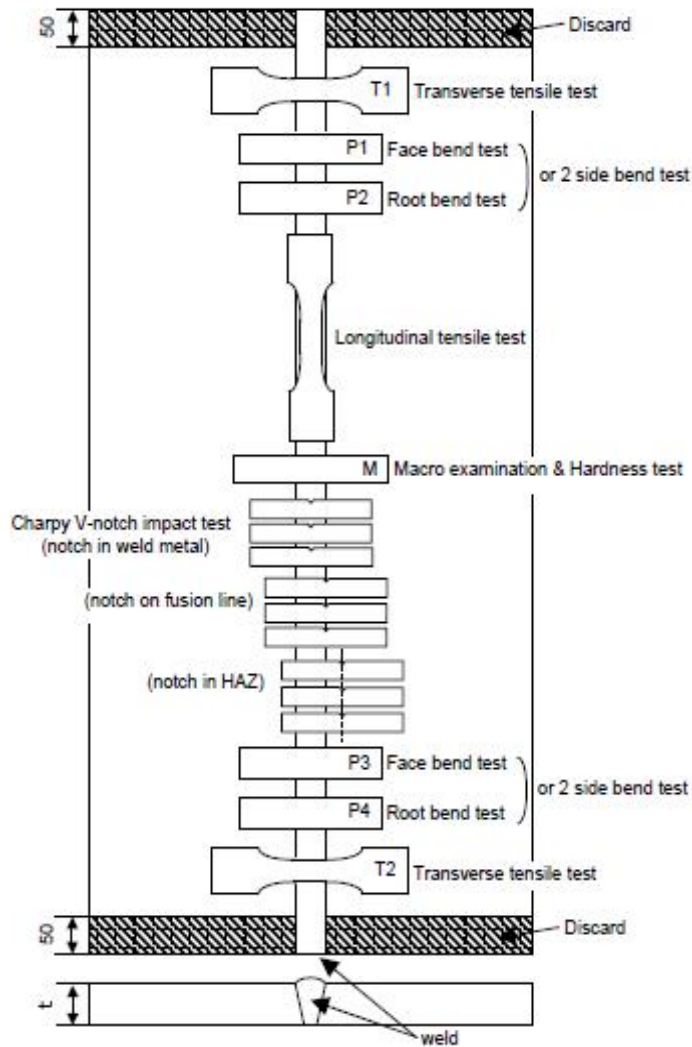 50
Discard
T1
Transverse tensile test
P1
Face bend test
or 2 side bend test
P2
Root bend test
Longitudinal tensile test
M
Macro examination & Hardness test
Charpy V-notch impact test
(notch in weld metal)
(notch on fusion line)
(notch in HAZ)
P3
Face bend test
or 2 side bend test
P4
Root bend test
T2
Transverse tensile test
50
Discard
t
weld